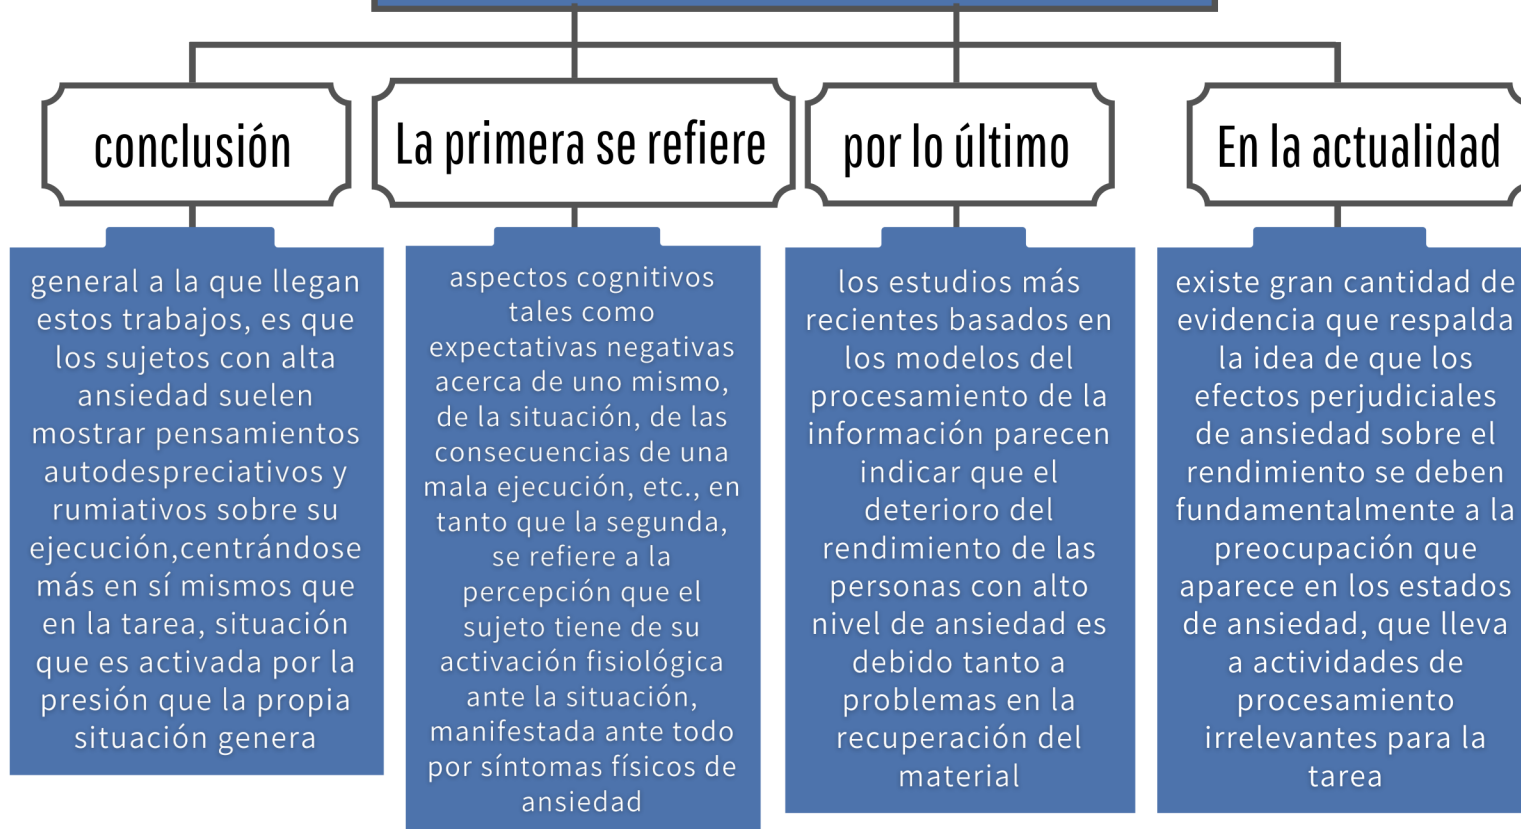 conclusión
general a la que llegan
estos trabajos, es que
los sujetos con alta
ansiedad suelen
mostrar pensamientos
autodespreciativos y
rumiativos sobre su
ejecución,centrándose
más en sí mismos que
en la tarea, situación
que es activada por la
presión que la propia
situación genera
La primera se refiere
aspectos cognitivos
tales como
expectativas negativas
acerca de uno mismo,
de la situación, de las
consecuencias de una
mala ejecución, etc., en
tanto que la segunda,
se refiere a la
percepción que el
sujeto tiene de su
activación fisiológica
ante la situación,
manifestada ante todo
por síntomas físicos de
ansiedad
por lo último
los estudios más
recientes basados en
los modelos del
procesamiento de la
información parecen
indicar que el
deterioro del
rendimiento de las
personas con alto
nivel de ansiedad es
debido tanto a
problemas en la
recuperación del
material
En la actualidad
existe gran cantidad de
evidencia que respalda
la idea de que los
efectos perjudiciales
de ansiedad sobre el
rendimiento se deben
fundamentalmente a la
preocupación que
aparece en los estados
de ansiedad, que lleva
a actividades de
procesamiento
irrelevantes para la
tarea